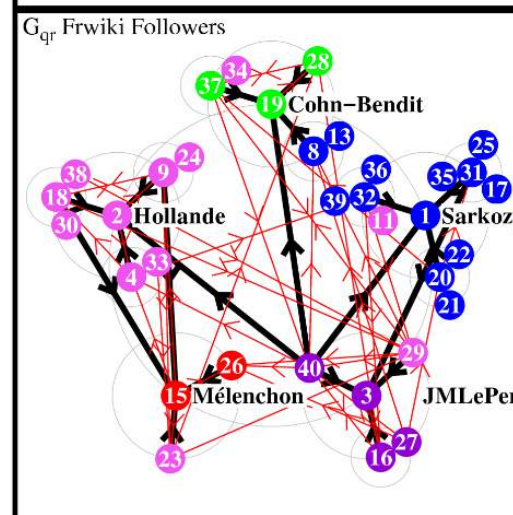 Gqr Frwiki Followers
28
34
37
19 Cohn−Bendit
13
8
25
36 35 31
38 9 24
18 39 32 17
2 Hollande 11 1 Sarkoz
30
22
33
4 20
21
29
26 40
15 Mélenchon 3 JMLePen
27
23 16